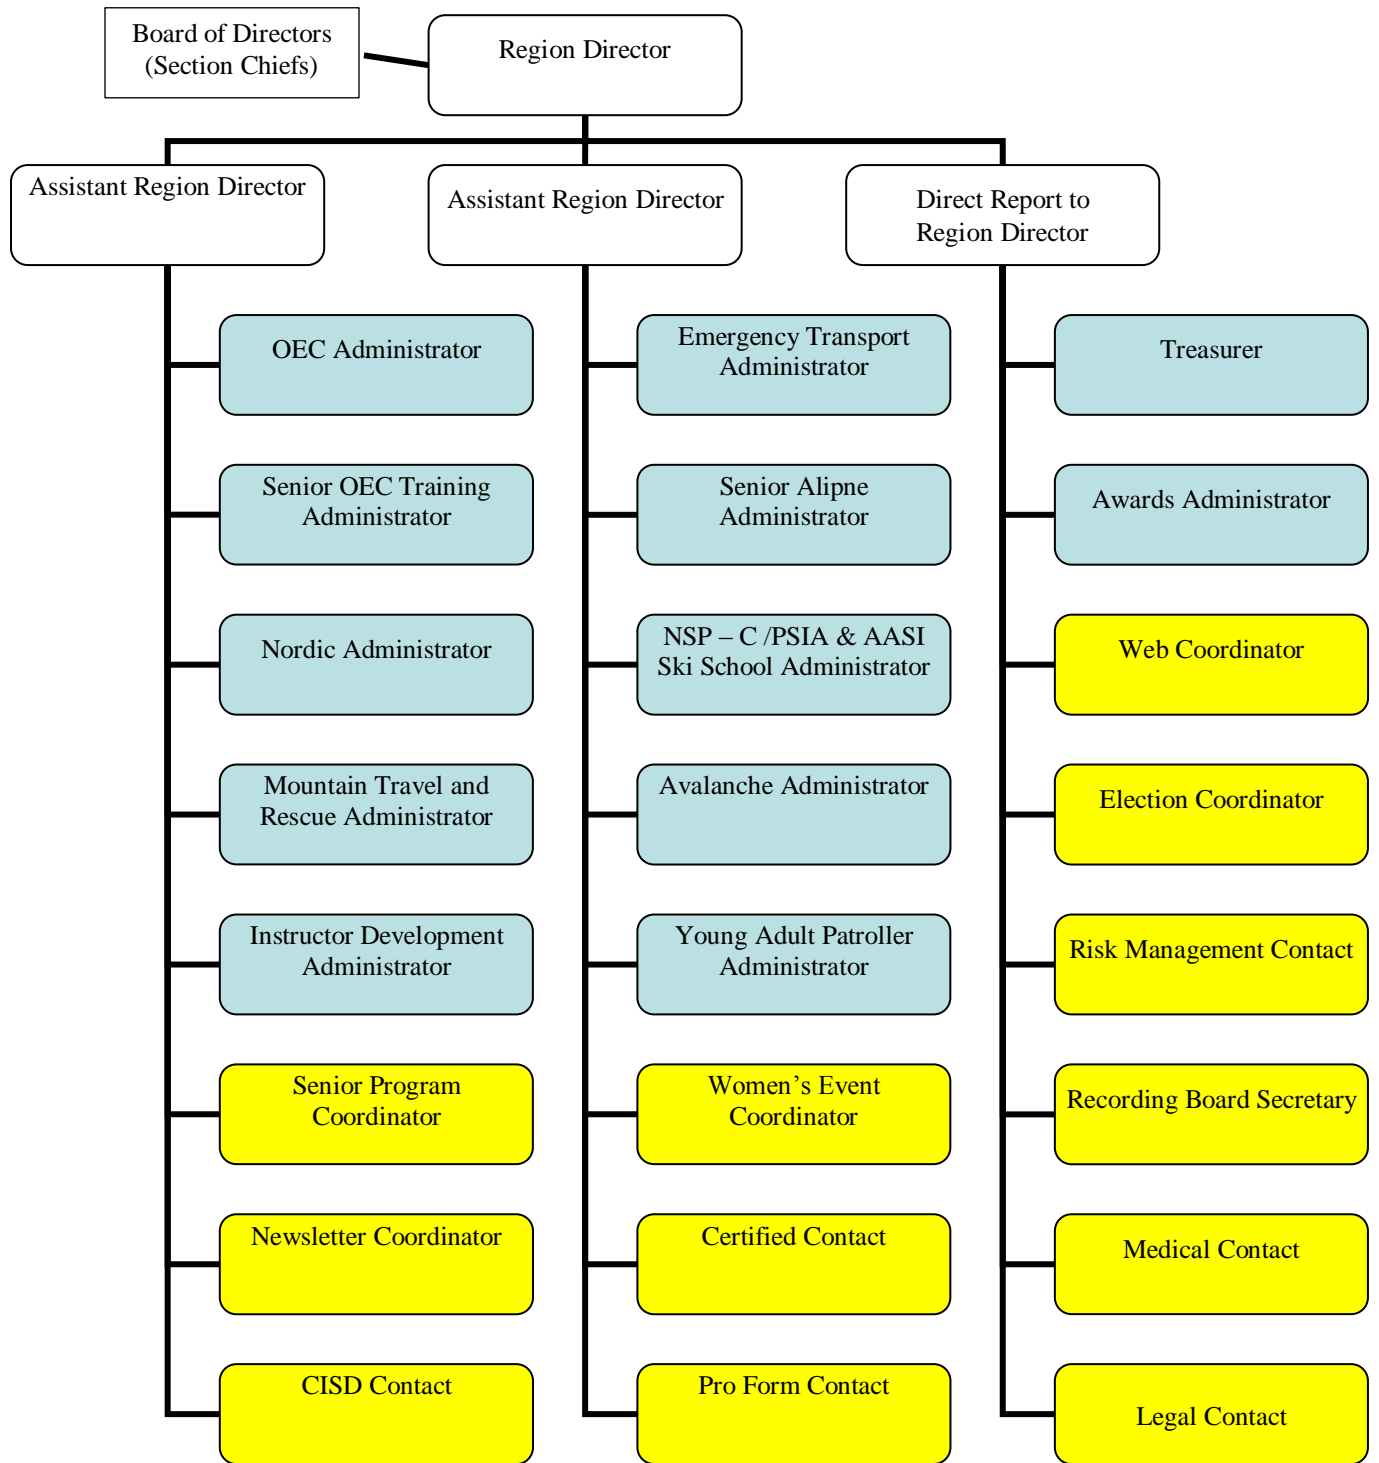 Board of Directors
(Section Chiefs)
Region Director
Assistant Region Director
Assistant Region Director
Direct Report to
Region Director
OEC Administrator
Emergency Transport
Administrator
Treasurer
Senior OEC Training
Administrator
Senior Alipne
Administrator
Awards Administrator
Nordic Administrator
NSP – C /PSIA & AASI
Ski School Administrator
Web Coordinator
Mountain Travel and
Rescue Administrator
Avalanche Administrator
Election Coordinator
Instructor Development
Administrator
Young Adult Patroller
Administrator
Risk Management Contact
Senior Program
Coordinator
Women’s Event
Coordinator
Recording Board Secretary
Newsletter Coordinator
Certified Contact
Medical Contact
CISD Contact
Pro Form Contact
Legal Contact